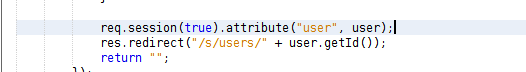 }
req.session(true).attribute("user", user);
res.redirect("/s/users/" + user.getId());
return "";
});